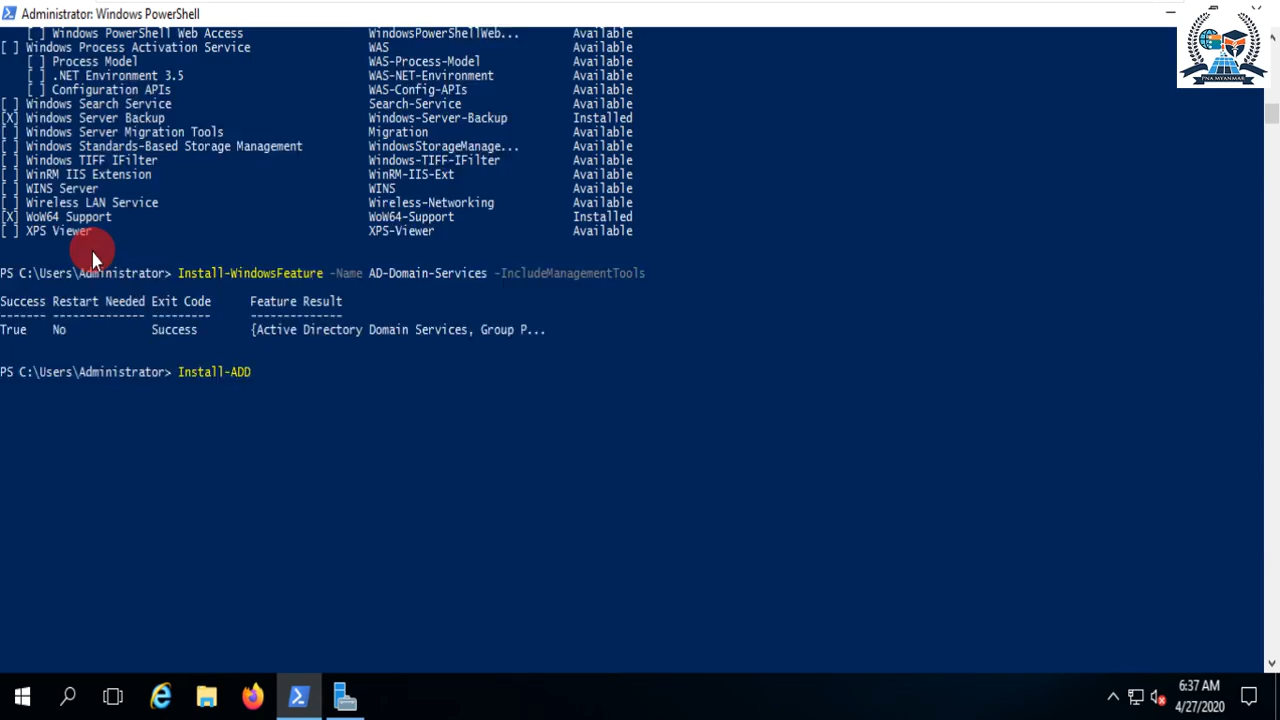 Administrator: Windows PowerShell
[ ] Windows PowerShell Web Access WindowsPowerShellWeb... Available
[ ] Windows Process Activation Service WAS Available
[ ] Process Model WAS-Process-Model Available
[ ] .NET Environment 3.5 WAS-NET-Environment Available
[ ] Configuration APIs WAS-Config-APIs Available
[ ] Windows Search Service Search-Service Available
[X] Windows Server Backup Windows-Server-Backup Installed
[ ] Windows Server Migration Tools Migration Available
[ ] Windows Standards-Based Storage Management WindowsStorageManage... Available
[ ] Windows TIFF IFilter Windows-TIFF-IFilter Available
[ ] WinRM IIS Extension WinRM-IIS-Ext Available
[ ] WINS Server WINS Available
[ ] Wireless LAN Service Wireless-Networking Available
[X] WoW64 Support WoW64-Support Installed
[ ] XPS Viewer XPS-Viewer Available
PS C:\Users\Administrator> Install-WindowsFeature -Name AD-Domain-Services -IncludeManagementTools
Success Restart Needed Exit Code Feature Result
------- -------------- --------- --------------
True No Success {Active Directory Domain Services, Group P...
PS C:\Users\Administrator> Install-ADD
PNA MYANMAR
6:37 AM
4/27/2020